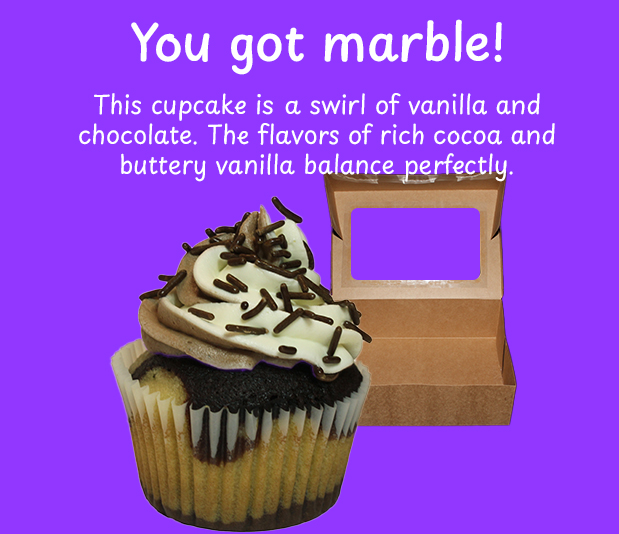 You got marble!
This cupcake is a swirl of vanilla and
chocolate. The flavors of rich cocoa and
buttery vanilla balance perfectly.